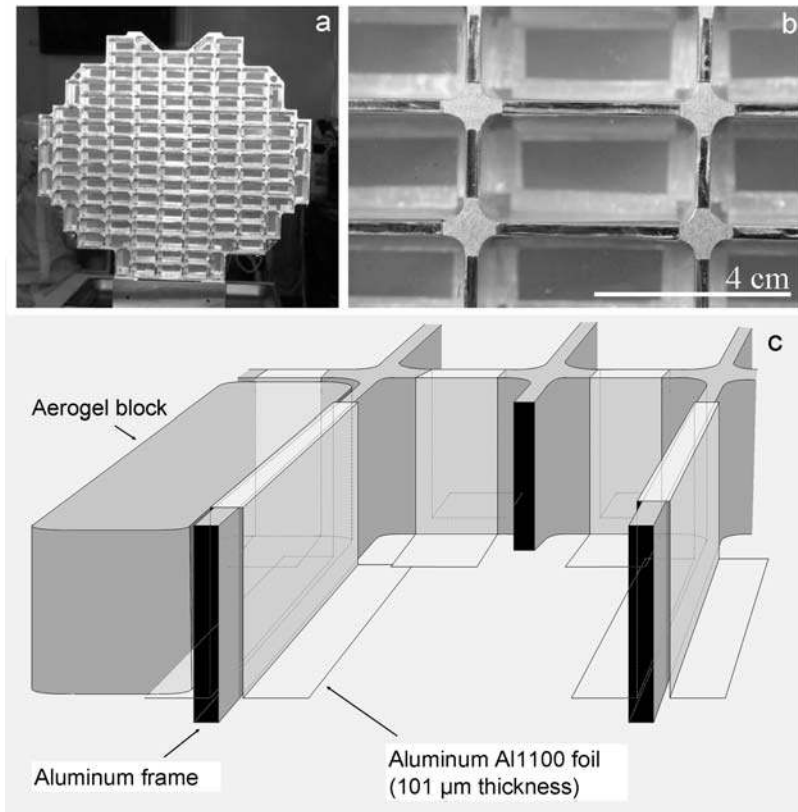 a
b
4 cm
c
Aerogel block
Aluminum frame
Aluminum Al1100 foil
(101 µm thickness)